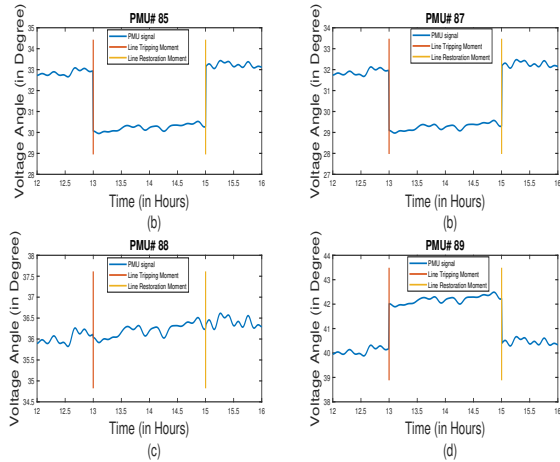 PMU# 85
Voltage Angle (in Degree)
35
34
33
32
31
30
29
28
27
PMU signal
Line Tripping Moment
Line Restoration Moment
12 12.5 13 13.5 14 14.5 15 15.5 16
Time (in Hours)
(b)
PMU# 87
Voltage Angle (in Degree)
35
34
33
32
31
30
29
28
PMU signal
Line Tripping Moment
Line Restoration Moment
12 12.5 13 13.5 14 14.5 15 15.5 16
Time (in Hours)
(b)
PMU# 88
Voltage Angle (in Degree)
38
37.5
37
36.5
36
35.5
35
34.5
PMU signal
Line Tripping Moment
Line Restoration Moment
12 12.5 13 13.5 14 14.5 15 15.5 16
Time (in Hours)
(c)
PMU# 89
Voltage Angle (in Degree)
44
43
42
41
40
39
38
PMU signal
Line Tripping Moment
Line Restoration Moment
12 12.5 13 13.5 14 14.5 15 15.5 16
Time (in Hours)
(d)